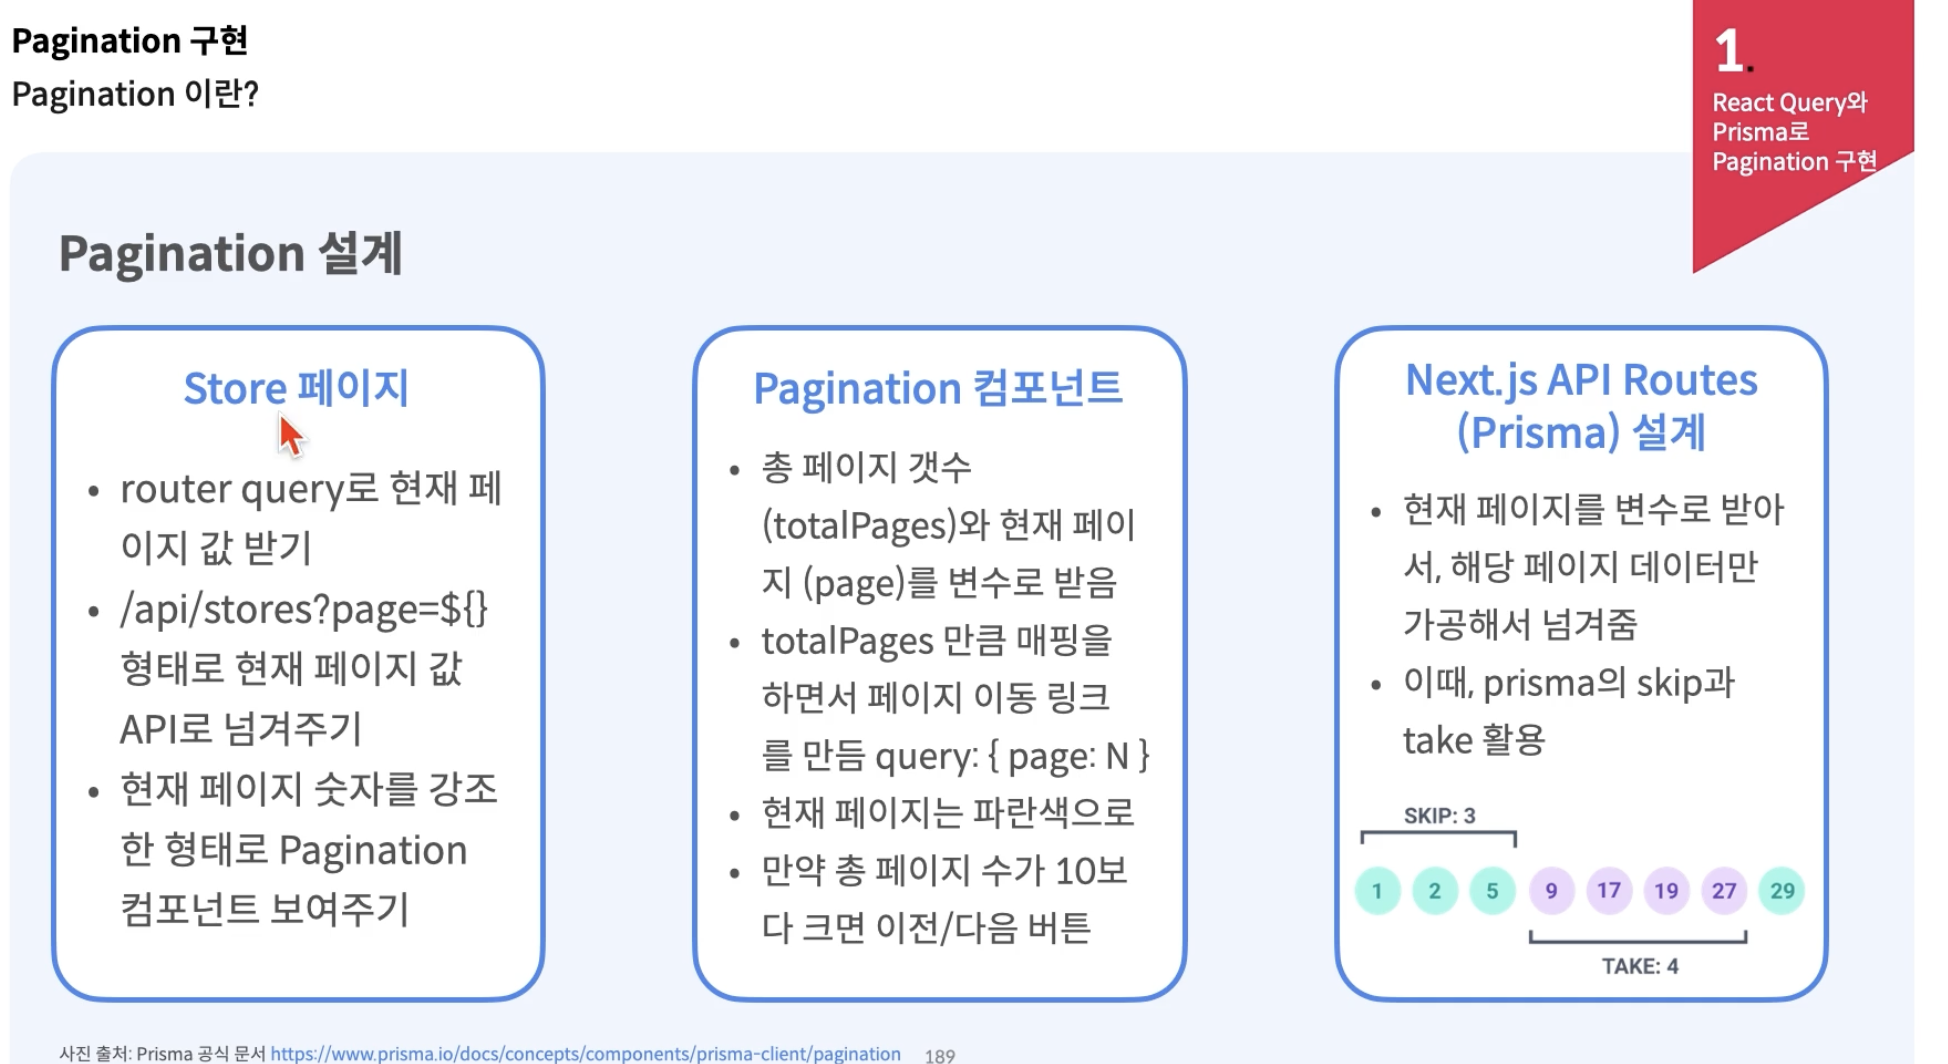 Pagination 구현
Pagination 이란?
1.
React Query와
Prisma로
Pagination 구현
Pagination 설계
Store 페이지
• router query로 현재 페
이지 값 받기
• /api/stores?page=${}
형태로 현재 페이지 값
API로 넘겨주기
• 현재 페이지 숫자를 강조
한 형태로 Pagination
컴포넌트 보여주기
Pagination 컴포넌트
• 총 페이지 갯수
(totalPages)와 현재 페이
지 (page)를 변수로 받음
• totalPages 만큼 매핑을
하면서 페이지 이동 링크
를 만듬 query: { page: N }
• 현재 페이지는 파란색으로
• 만약 총 페이지 수가 10보
다 크면 이전/다음 버튼
Next.js API Routes
(Prisma) 설계
• 현재 페이지를 변수로 받아
서, 해당 페이지 데이터만
가공해서 넘겨줌
• 이때, prisma의 skip과
take 활용
SKIP: 3
1 2 5 9 17 19 27 29
TAKE: 4
사진 출처: Prisma 공식 문서 https://www.prisma.io/docs/concepts/components/prisma-client/pagination
189